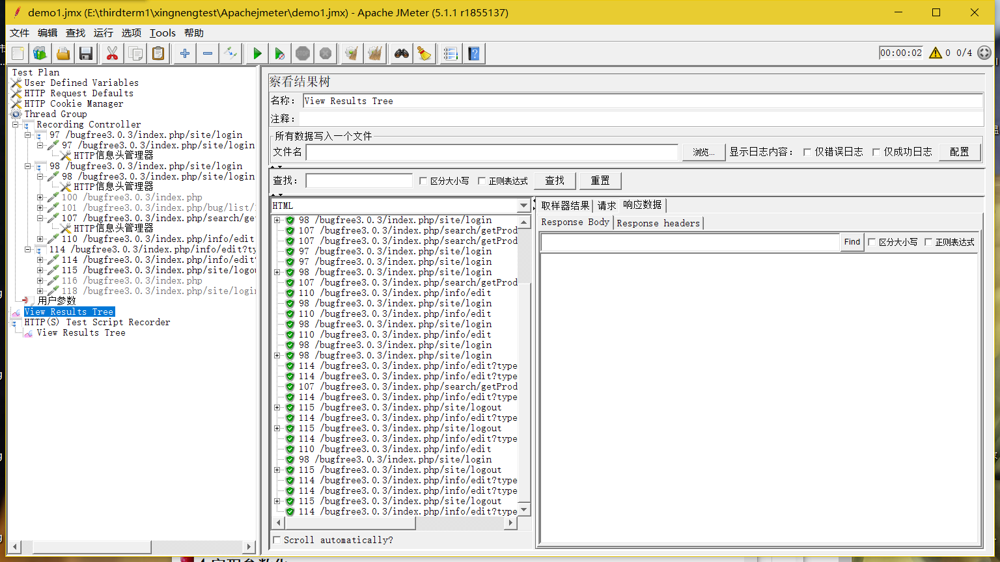 demo1.jmx (E:\thirdterm1\xingnengtest\Apachejmeter\demo1.jmx) - Apache JMeter (5.1.1 r1855137)
文件 编辑 查找 运行 选项 Tools 帮助
00:00:02 0 0/4
Test Plan
User Defined Variables
HTTP Request Defaults
HTTP Cookie Manager
Thread Group
Recording Controller
97 /bugfree3.0.3/index.php/site/login
97 /bugfree3.0.3/index.php/site/login
HTTP信息头管理器
98 /bugfree3.0.3/index.php/site/login
98 /bugfree3.0.3/index.php/site/login
HTTP信息头管理器
100 /bugfree3.0.3/index.php
101 /bugfree3.0.3/index.php/bug/list/
107 /bugfree3.0.3/index.php/search/ge
HTTP信息头管理器
110 /bugfree3.0.3/index.php/info/edit
114 /bugfree3.0.3/index.php/info/edit?ty
114 /bugfree3.0.3/index.php/info/edit
115 /bugfree3.0.3/index.php/site/logou
116 /bugfree3.0.3/index.php
118 /bugfree3.0.3/index.php/site/logi
用户参数
View Results Tree
HTTP(S) Test Script Recorder
View Results Tree
察看结果树
名称： View Results Tree
注释：
所有数据写入一个文件
文件名 浏览... 显示日志内容： 仅错误日志 仅成功日志 配置
查找： 区分大小写 正则表达式 查找 重置
HTML
98 /bugfree3.0.3/index.php/site/login
107 /bugfree3.0.3/index.php/search/getProd
107 /bugfree3.0.3/index.php/search/getProd
97 /bugfree3.0.3/index.php/site/login
97 /bugfree3.0.3/index.php/site/login
98 /bugfree3.0.3/index.php/site/login
107 /bugfree3.0.3/index.php/search/getProd
110 /bugfree3.0.3/index.php/info/edit
98 /bugfree3.0.3/index.php/site/login
110 /bugfree3.0.3/index.php/info/edit
98 /bugfree3.0.3/index.php/site/login
110 /bugfree3.0.3/index.php/info/edit
98 /bugfree3.0.3/index.php/site/login
98 /bugfree3.0.3/index.php/site/login
114 /bugfree3.0.3/index.php/info/edit?type
114 /bugfree3.0.3/index.php/info/edit?type
107 /bugfree3.0.3/index.php/search/getProd
114 /bugfree3.0.3/index.php/info/edit?type
115 /bugfree3.0.3/index.php/site/logout
114 /bugfree3.0.3/index.php/info/edit?type
115 /bugfree3.0.3/index.php/site/logout
114 /bugfree3.0.3/index.php/info/edit?type
110 /bugfree3.0.3/index.php/info/edit
98 /bugfree3.0.3/index.php/site/login
115 /bugfree3.0.3/index.php/site/logout
114 /bugfree3.0.3/index.php/info/edit?type
114 /bugfree3.0.3/index.php/info/edit?type
115 /bugfree3.0.3/index.php/site/logout
114 /bugfree3.0.3/index.php/info/edit?type
Scroll automatically?
取样器结果 请求 响应数据
Response Body Response headers
Find 区分大小写 正则表达式